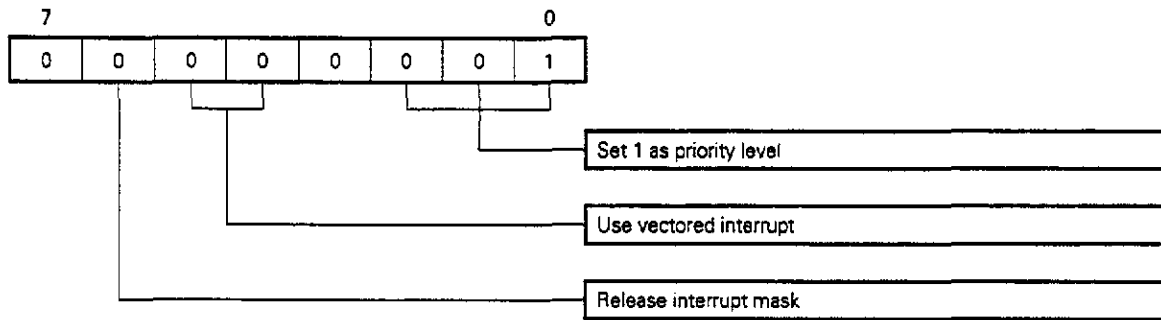 7 0
0 0 0 0 0 0 0 1
Set 1 as priority level
Use vectored interrupt
Release interrupt mask